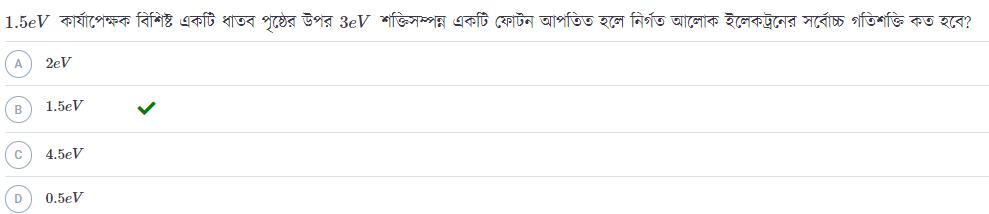 1.5eV কার্যাপেক্ষক বিশিষ্ট একটি ধাতব পৃষ্ঠের উপর 3eV শক্তিসম্পন্ন একটি ফোটন আপতিত হলে নির্গত আলোক ইলেকট্রনের সর্বোচ্চ গতিশক্তি কত হবে?
A 2eV
B 1.5eV
C 4.5eV
D 0.5eV